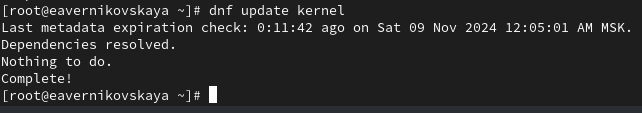 [root@eavernikovskaya ~]# dnf update kernel
Last metadata expiration check: 0:11:42 ago on Sat 09 Nov 2024 12:05:01 AM MSK.
Dependencies resolved.
Nothing to do.
Complete!
[root@eavernikovskaya ~]#